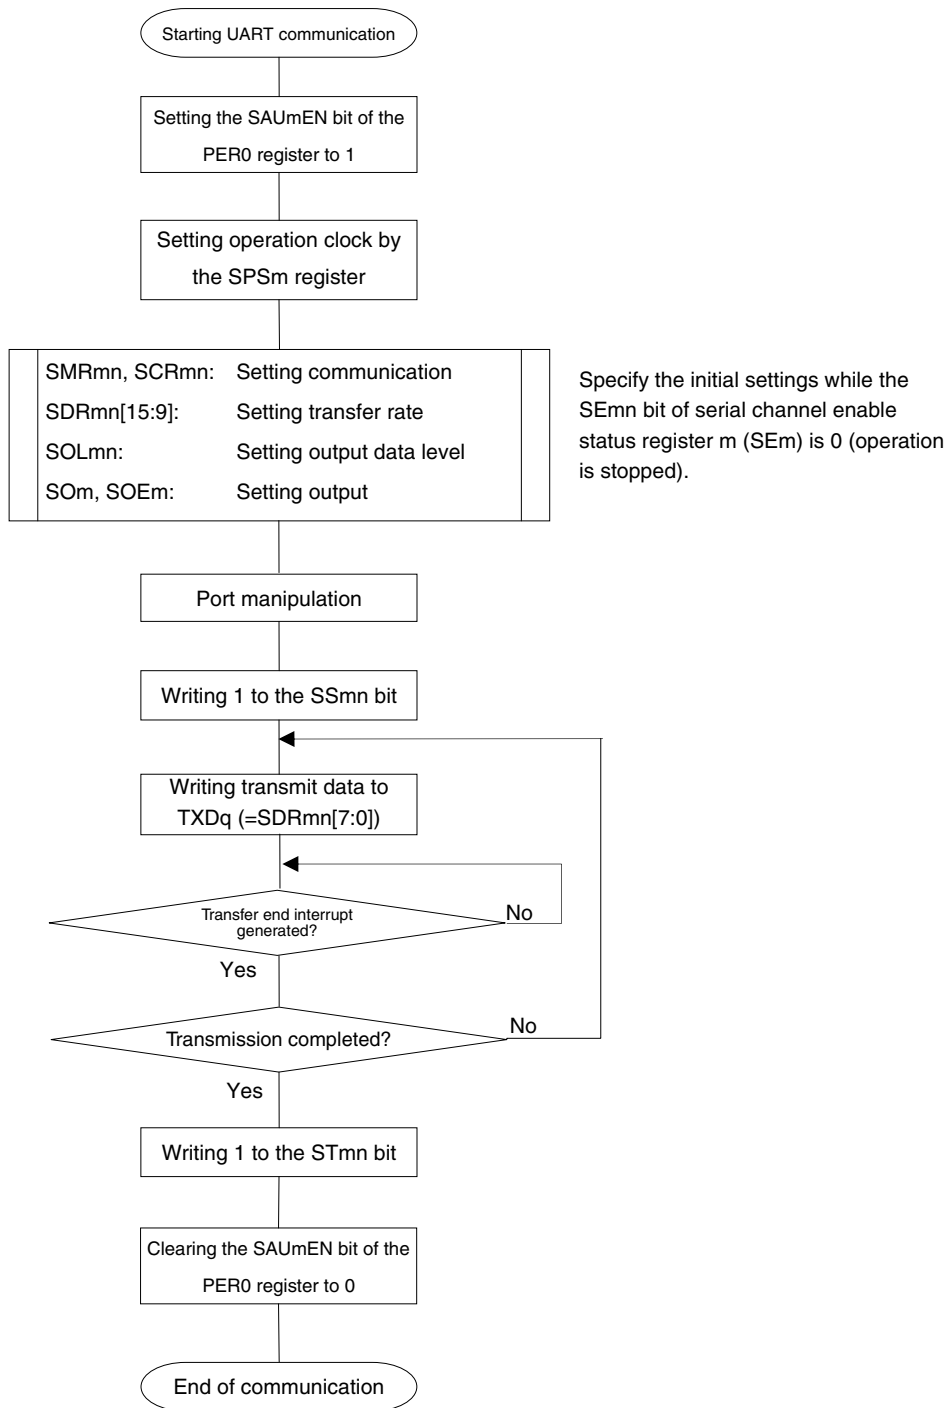 Starting UART communication
Setting the SAUmEN bit of the
PER0 register to 1
Setting operation clock by
the SPSm register
SMRmn, SCRmn: Setting communication
SDRmn[15:9]: Setting transfer rate
SOLmn: Setting output data level
SOm, SOEm: Setting output
Specify the initial settings while the
SEmn bit of serial channel enable
status register m (SEm) is 0 (operation
is stopped).
Port manipulation
Writing 1 to the SSmn bit
Writing transmit data to
TXDq (=SDRmn[7:0])
Transfer end interrupt
generated?
No
Yes
Transmission completed?
No
Yes
Writing 1 to the STmn bit
Clearing the SAUmEN bit of the
PER0 register to 0
End of communication